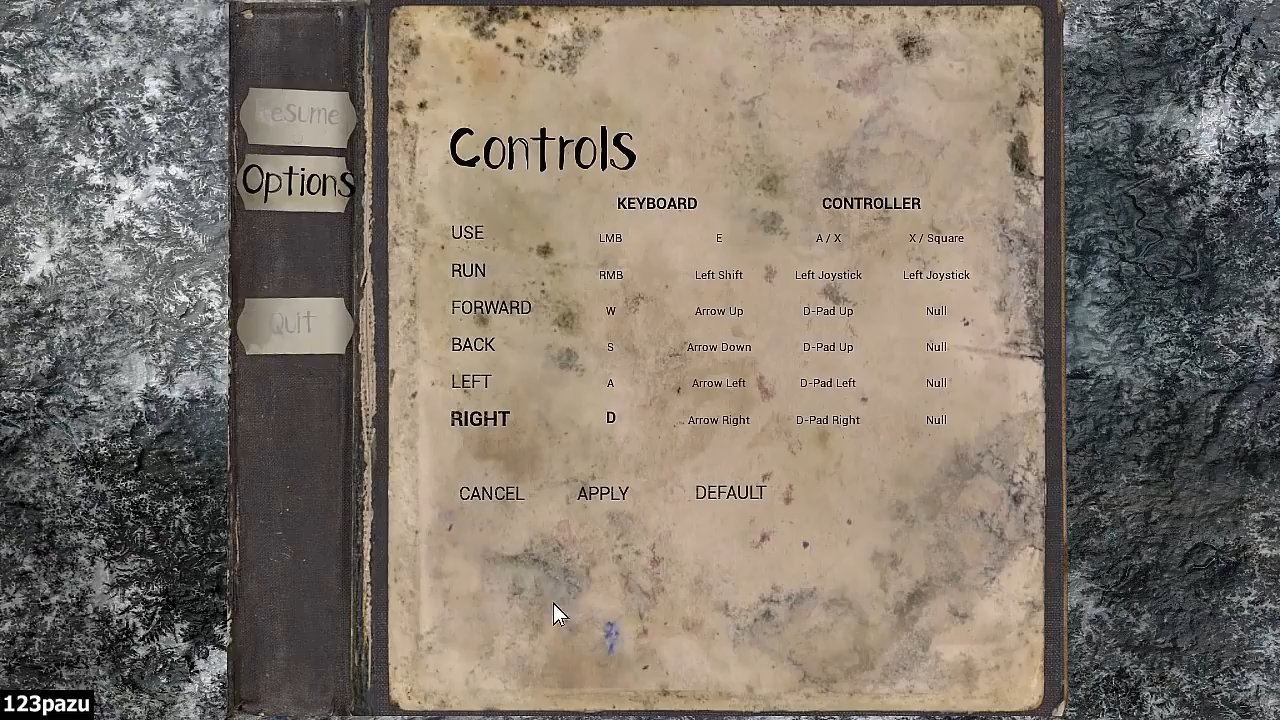 Resume
Options
Quit
Controls
KEYBOARD CONTROLLER
USE LMB E A / X X / Square
RUN RMB Left Shift Left Joystick Left Joystick
FORWARD W Arrow Up D-Pad Up Null
BACK S Arrow Down D-Pad Up Null
LEFT A Arrow Left D-Pad Left Null
RIGHT D Arrow Right D-Pad Right Null
CANCEL APPLY DEFAULT
123pazu